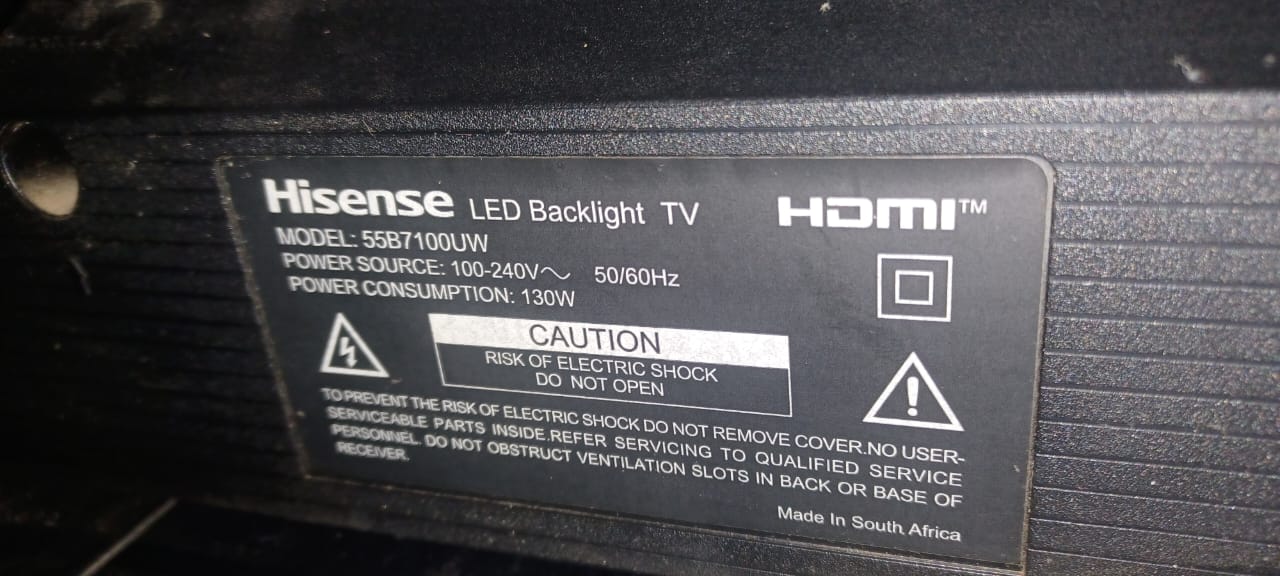 Hisense LED Backlight TV HDMI™
MODEL: 55B7100UW
POWER SOURCE: 100-240V～ 50/60Hz
POWER CONSUMPTION: 130W
CAUTION
RISK OF ELECTRIC SHOCK
DO NOT OPEN
TO PREVENT THE RISK OF ELECTRIC SHOCK DO NOT REMOVE COVER.NO USER-
SERVICEABLE PARTS INSIDE.REFER SERVICING TO QUALIFIED SERVICE
PERSONNEL. DO NOT OBSTRUCT VENTILATION SLOTS IN BACK OR BASE OF
RECEIVER.
Made In South Africa